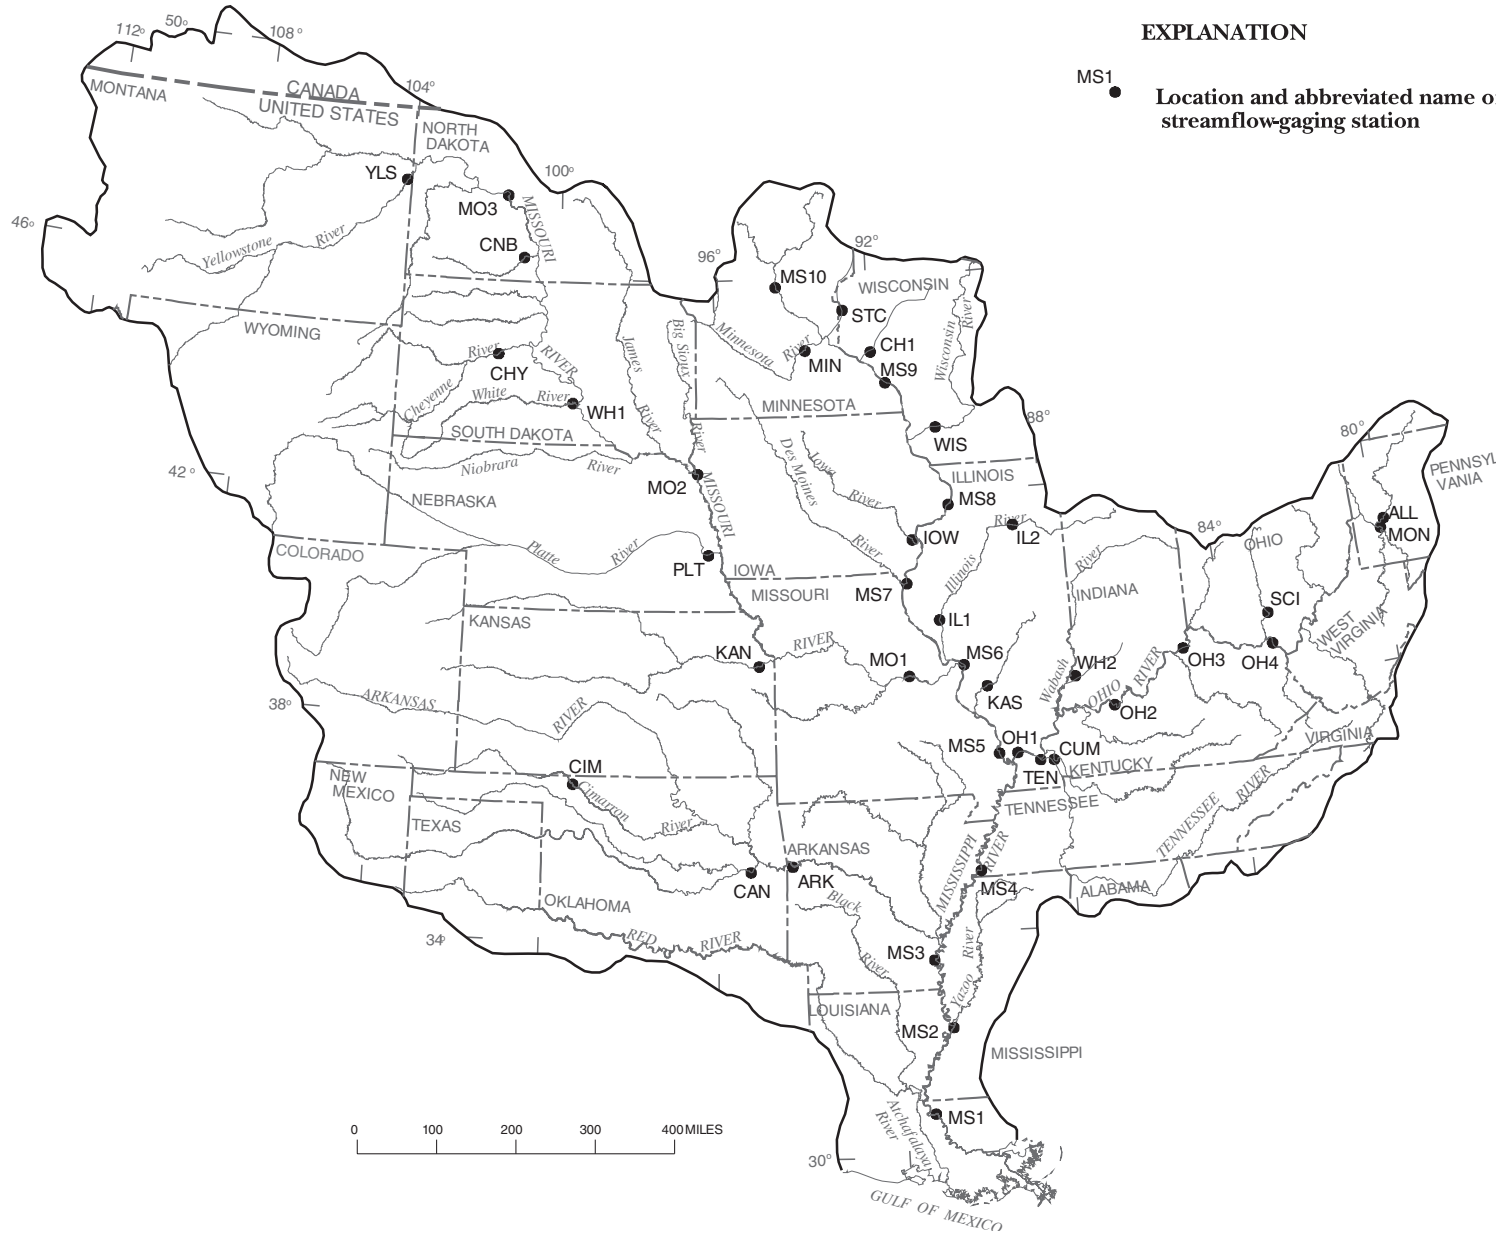 EXPLANATION
MS1
Location and abbreviated name o
streamflow-gaging station
112°
50°
108°
CANADA
104°
MONTANA
UNITED STATES
NORTH
DAKOTA
YLS
100°
MO3
MISSOURI
46°
Yellowstone
River
CNB
96°
92°
MS10
WISCONSIN
STC
WYOMING
Big Sioux
Minnesota
River
CH1
Wisconsin
River
River
RIVER
James
MIN
MS9
CHY
Cheyenne
White
River
WH1
River
MINNESOTA
88°
80°
SOUTH DAKOTA
River
WIS
Niobrara
River
Des Moines
Iowa
ILLINOIS
PENNSYL
VANIA
42°
MO2
MISSOURI
NEBRASKA
River
MS8
ALL
MON
River
IL2
84°
OHIO
IOW
COLORADO
Platte
River
River
River
PLT
IOWA
Illinois
MISSOURI
MS7
INDIANA
SCI
KANSAS
IL1
WEST
VIRGINIA
KAN
RIVER
MO1
MS6
WH2
RIVER
OH3
OH4
Wabash
OHIO
KAS
OH2
38°
ARKANSAS
RIVER
MS5
OH1
CUM
VIRGINIA
TEN
KENTUCKY
CIM
NEW
MEXICO
Cimarron
River
TENNESSEE
TENNESSEE
RIVER
TEXAS
ARKANSAS
MISSISSIPPI
RIVER
CAN
ARK
MS4
ALABAMA
OKLAHOMA
Black
River
34°
RED
RIVER
MS3
River
Yazoo
LOUISIANA
MS2
MISSISSIPPI
MS1
Atchafalaya
River
0
100
200
300
400 MILES
30°
GULF OF MEXICO